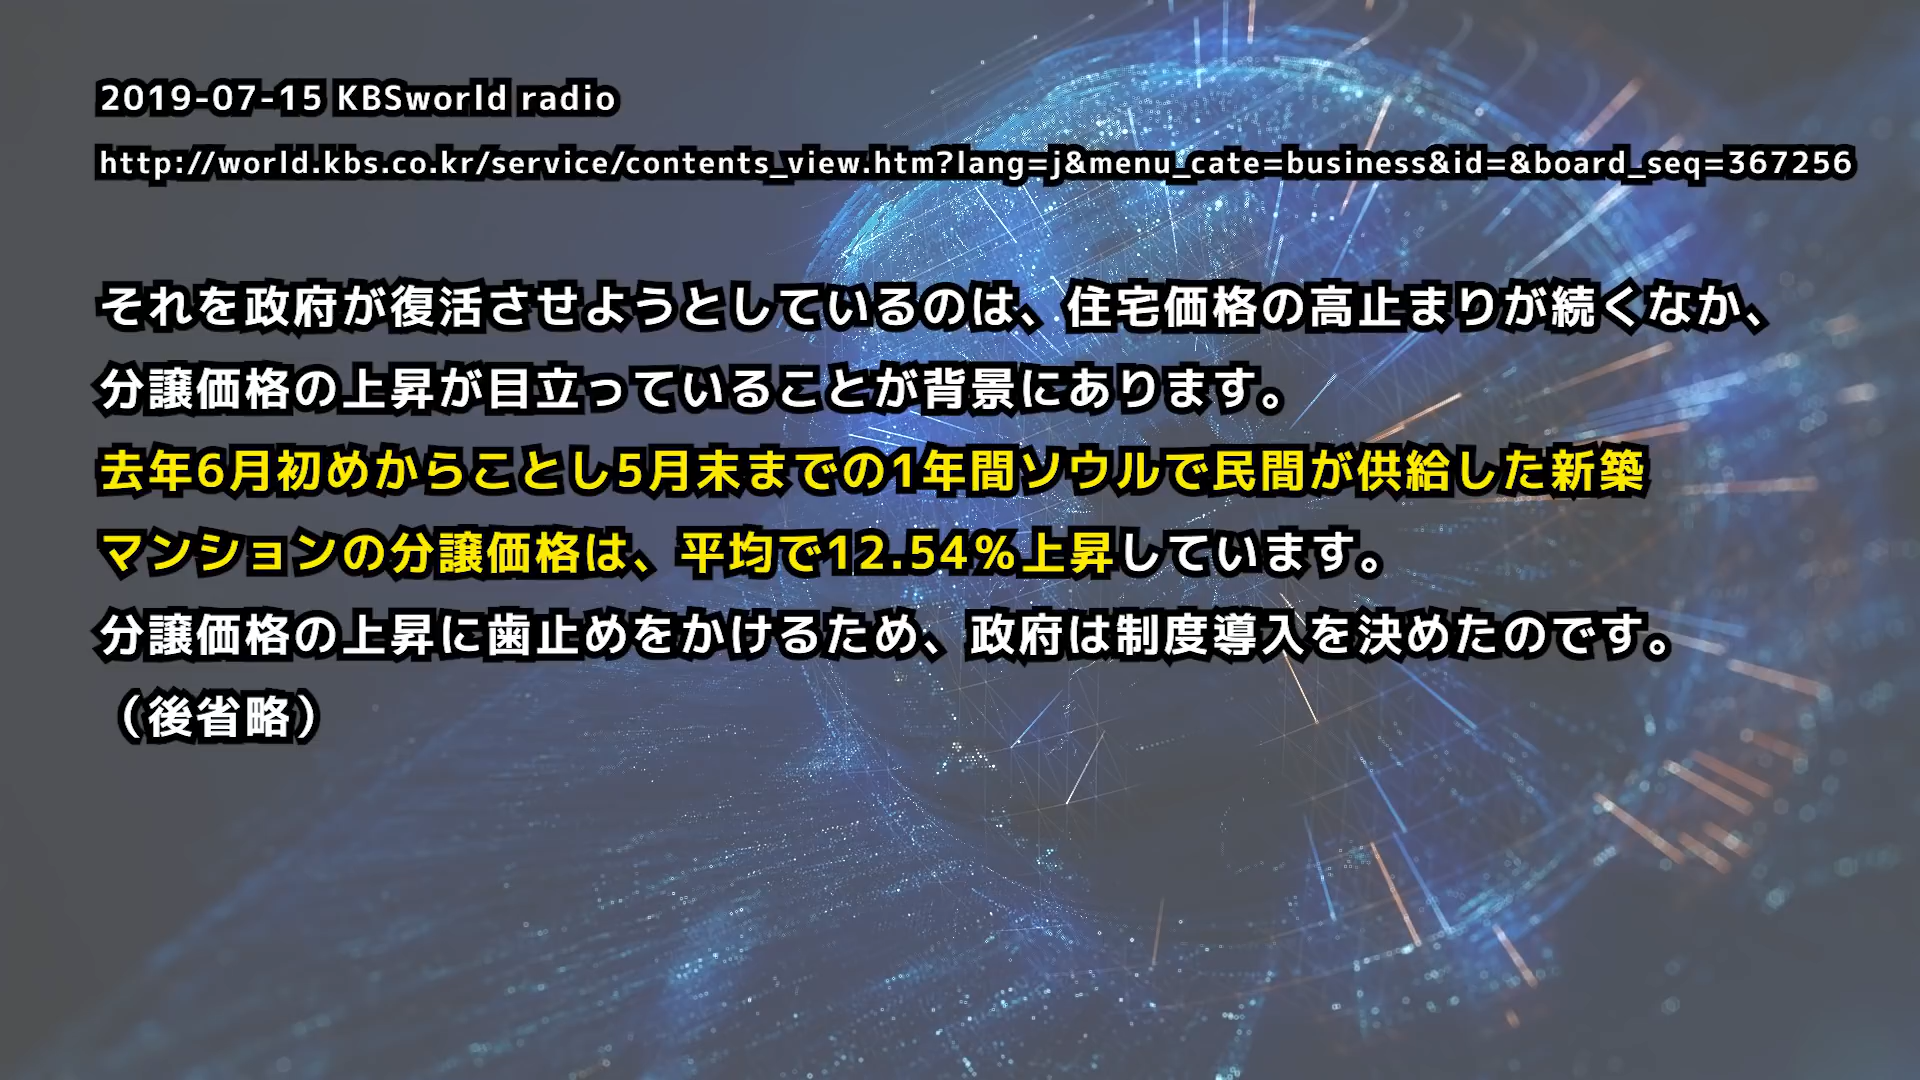 2019-07-15 KBSworld radio
http://world.kbs.co.kr/service/contents_view.htm?lang=j&menu_cate=business&id=&board_seq=367256
それを政府が復活させようとしているのは、住宅価格の高止まりが続くなか、
分譲価格の上昇が目立っていることが背景にあります。
去年6月初めからことし5月末までの1年間ソウルで民間が供給した新築
マンションの分譲価格は、平均で12.54%上昇しています。
分譲価格の上昇に歯止めをかけるため、政府は制度導入を決めたのです。
（後省略）